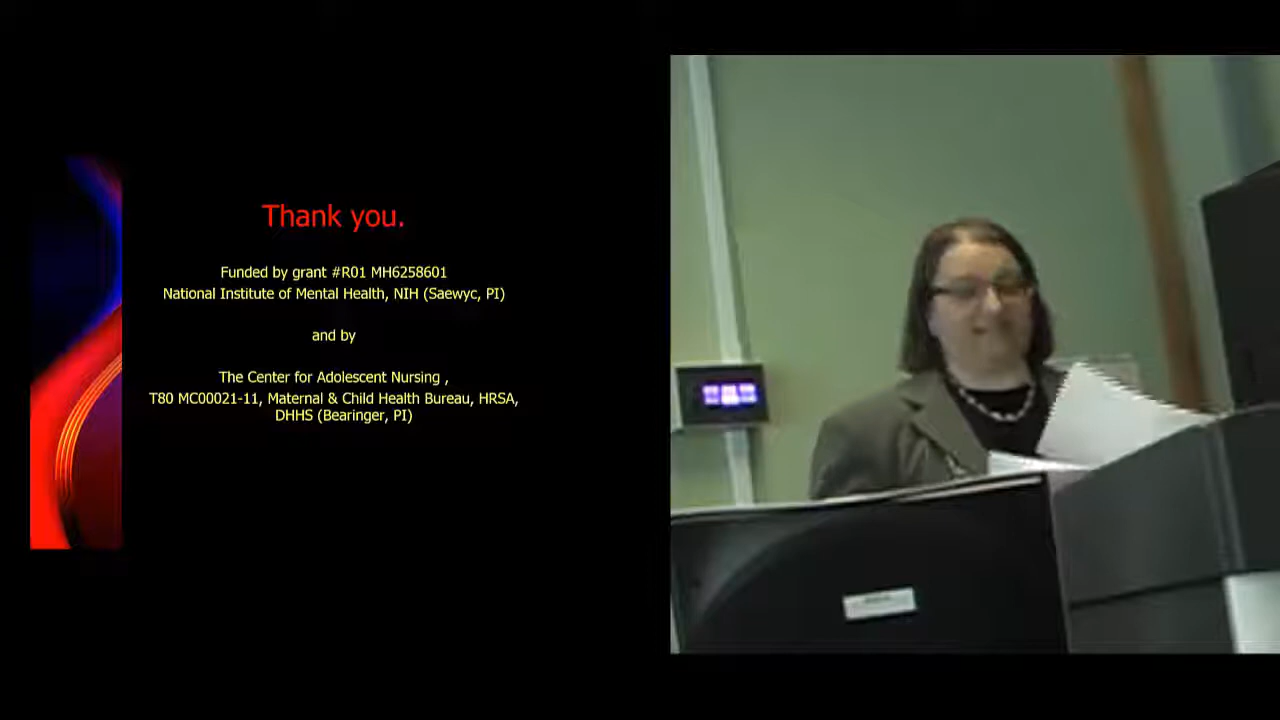 Thank you.
Funded by grant #R01 MH6258601
National Institute of Mental Health, NIH (Saewyc, PI)
and by
The Center for Adolescent Nursing ,
T80 MC00021-11, Maternal & Child Health Bureau, HRSA,
DHHS (Bearinger, PI)